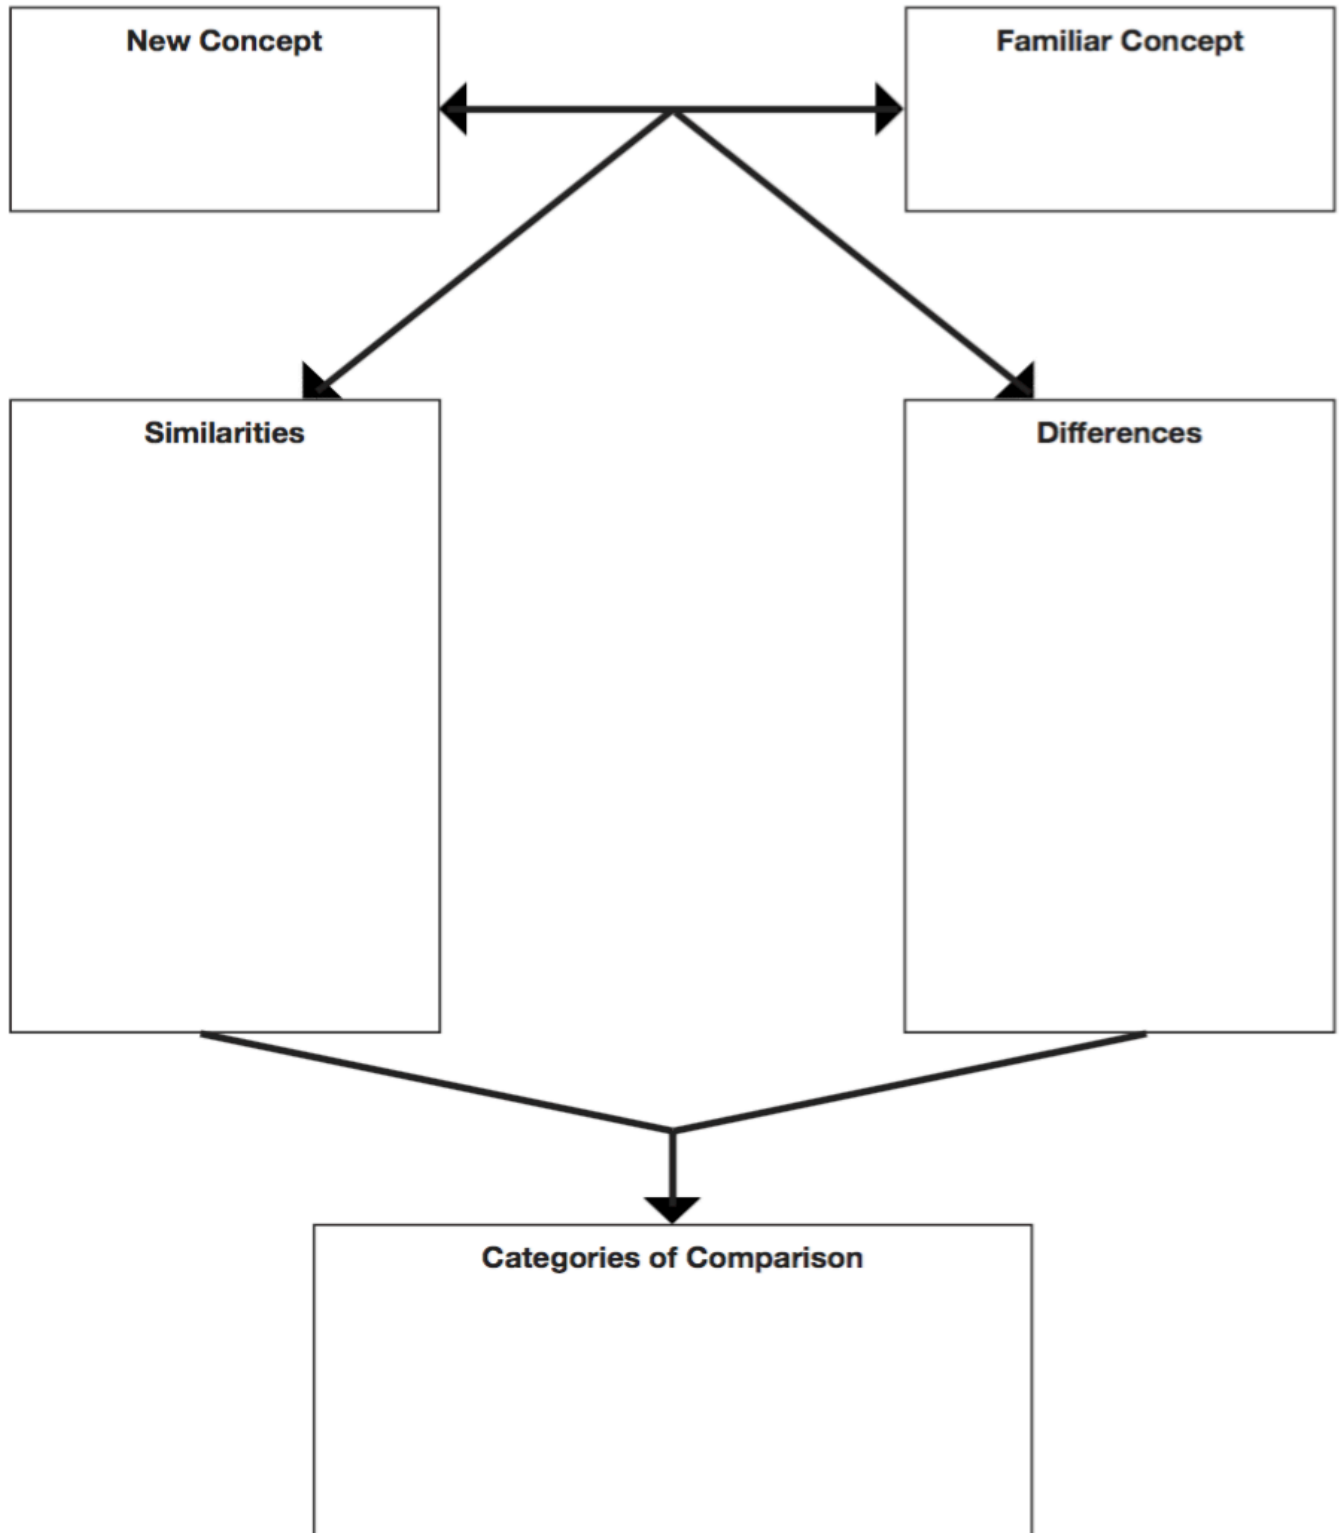 New Concept
Familiar Concept
Similarities
Differences
Categories of Comparison